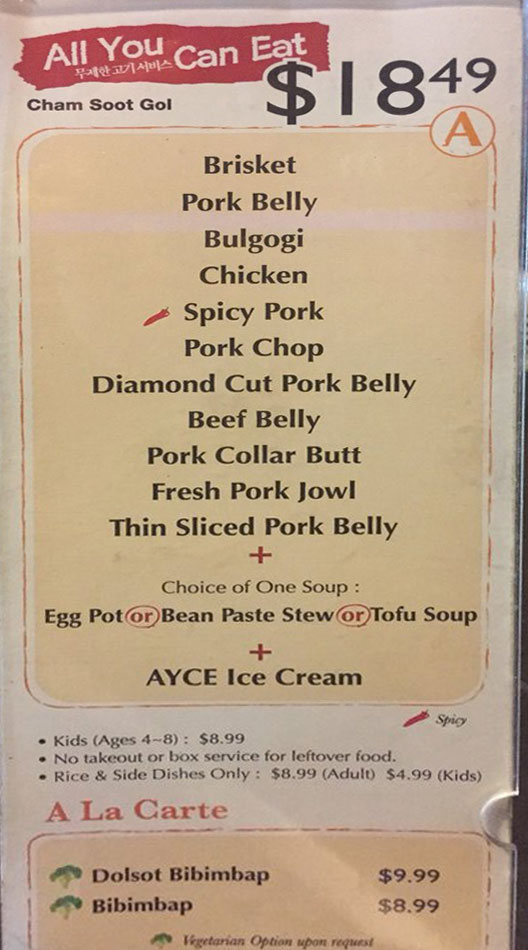 All You Can Eat
무제한 고기 서비스
$18 49
Cham Soot Gol
A
Brisket
Pork Belly
Bulgogi
Chicken
Spicy Pork
Pork Chop
Diamond Cut Pork Belly
Beef Belly
Pork Collar Butt
Fresh Pork Jowl
Thin Sliced Pork Belly
+
Choice of One Soup :
Egg Pot or Bean Paste Stew or Tofu Soup
+
AYCE Ice Cream
Spicy
• Kids (Ages 4~8) : $8.99
• No takeout or box service for leftover food.
• Rice & Side Dishes Only : $8.99 (Adult) $4.99 (Kids)
A La Carte
Dolsot Bibimbap $9.99
Bibimbap $8.99
Vegetarian Option upon request